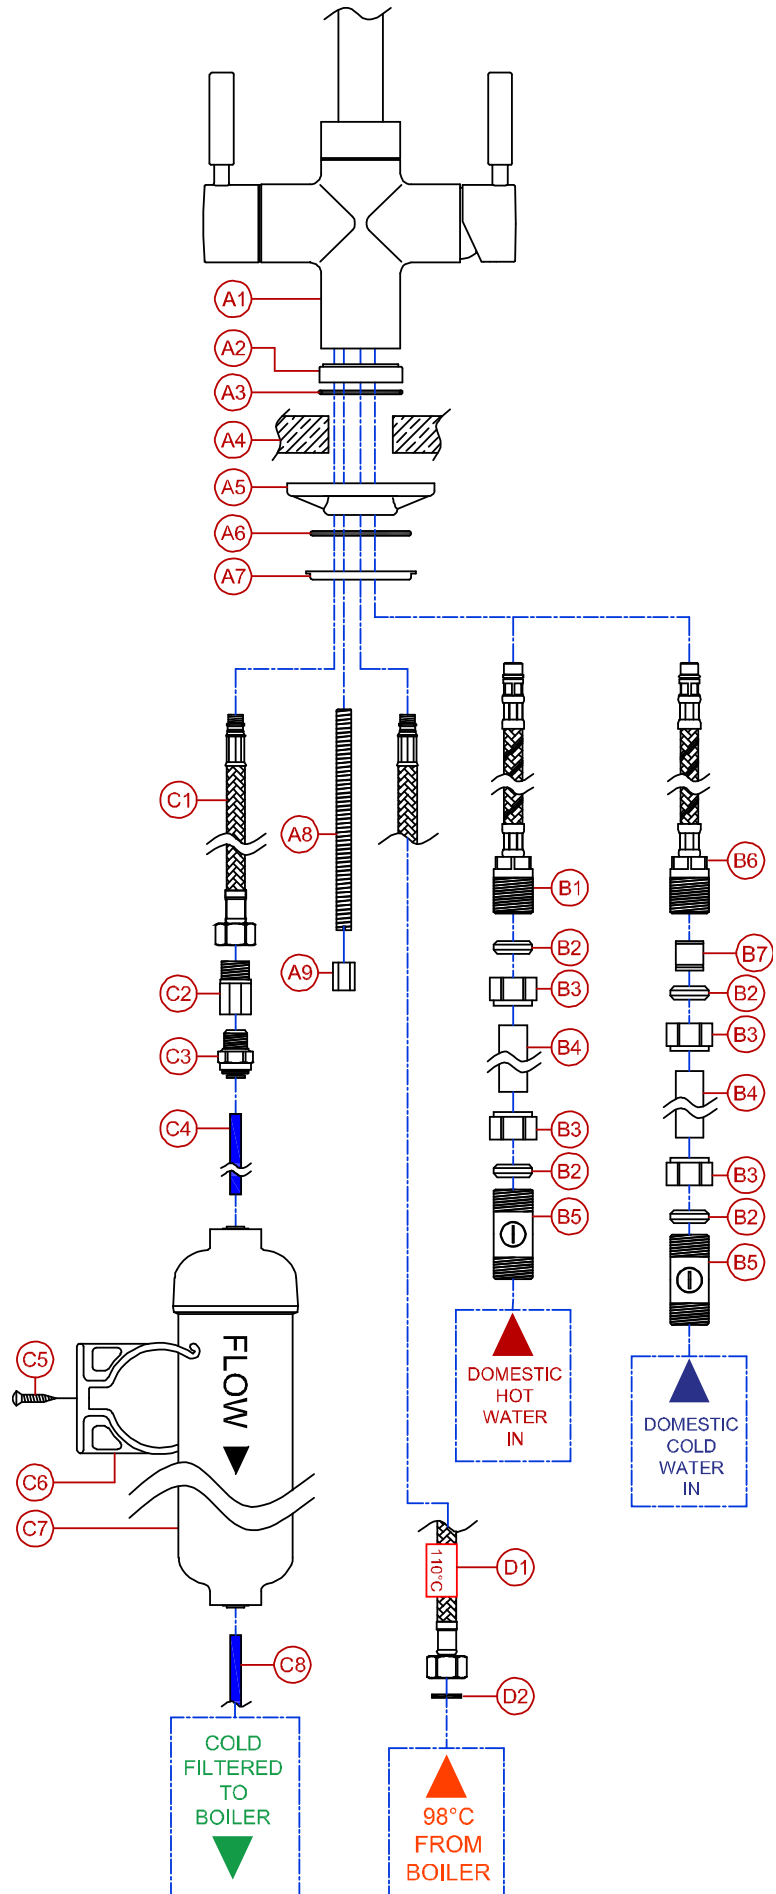 A1
A2
A3
A4
A5
A6
A7
C1
A8
B1
B6
B2
B7
A9
C2
B3
B2
C3
B4
B3
C4
B3
B4
B2
B3
B5
B2
B5
FLOW
C5
DOMESTIC
HOT
WATER
IN
DOMESTIC
COLD
WATER
IN
C6
C7
110°C
D1
C8
D2
COLD
FILTERED
TO
BOILER
98°C
FROM
BOILER